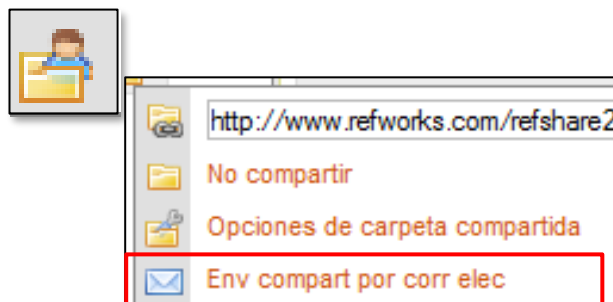 http://www.refworks.com/refshare2
No compartir
Opciones de carpeta compartida
Env compart por corr elec